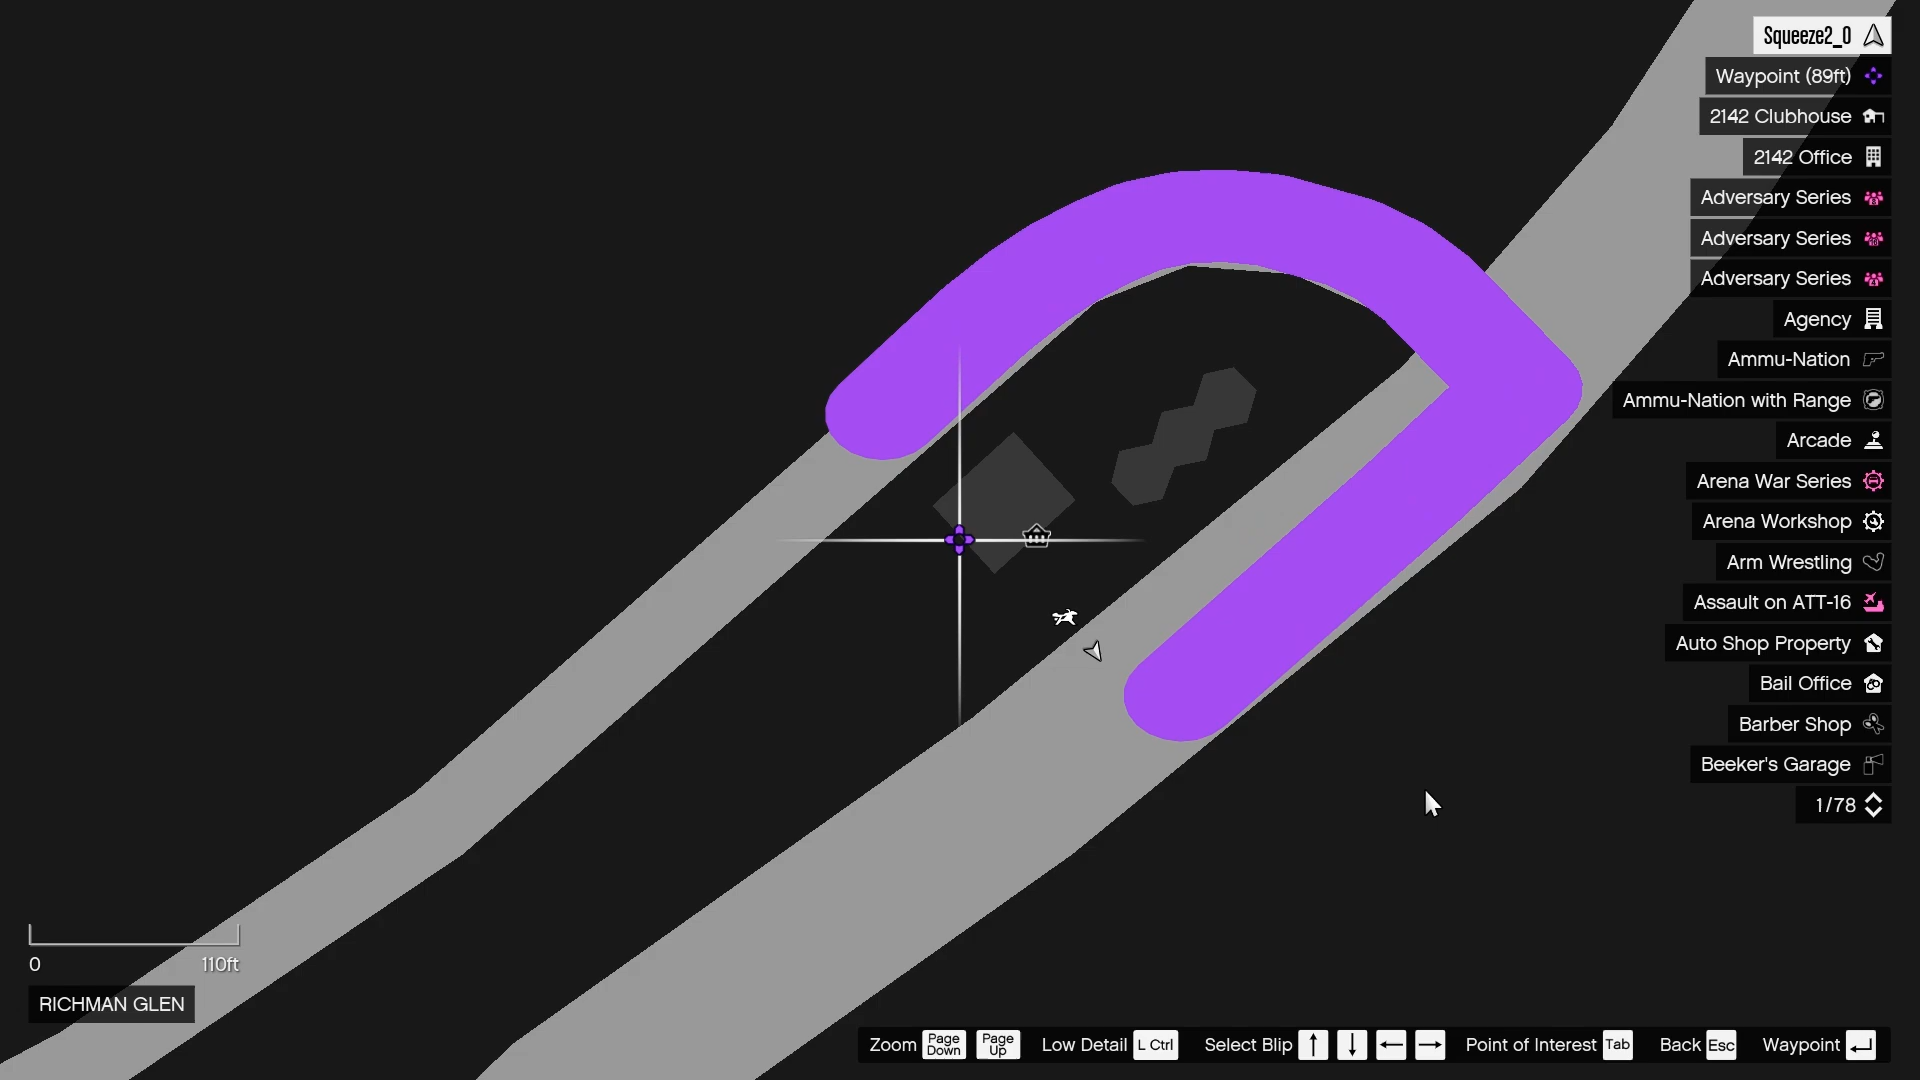 Squeeze2_0
Waypoint (89ft)
2142 Clubhouse
2142 Office
Adversary Series
Adversary Series
Adversary Series
Agency
Ammu-Nation
Ammu-Nation with Range
Arcade
Arena War Series
Arena Workshop
Arm Wrestling
Assault on ATT-16
Auto Shop Property
Bail Office
Barber Shop
Beeker's Garage
1/78
0 110ft
RICHMAN GLEN
Zoom Page Down Page Up Low Detail L Ctrl Select Blip ↑ ↓ ← → Point of Interest Tab Back Esc Waypoint